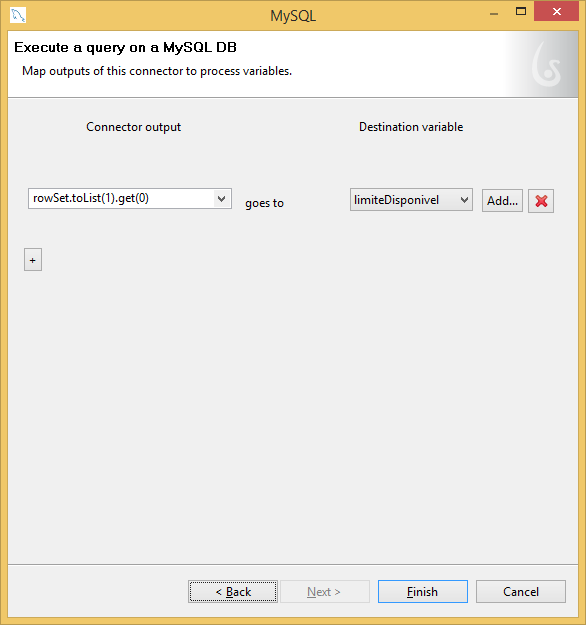 MySQL
Execute a query on a MySQL DB
Map outputs of this connector to process variables.
Connector output
Destination variable
rowSet.toList(1).get(0)
goes to
limiteDisponivel
Add...
+
< Back
Next >
Finish
Cancel